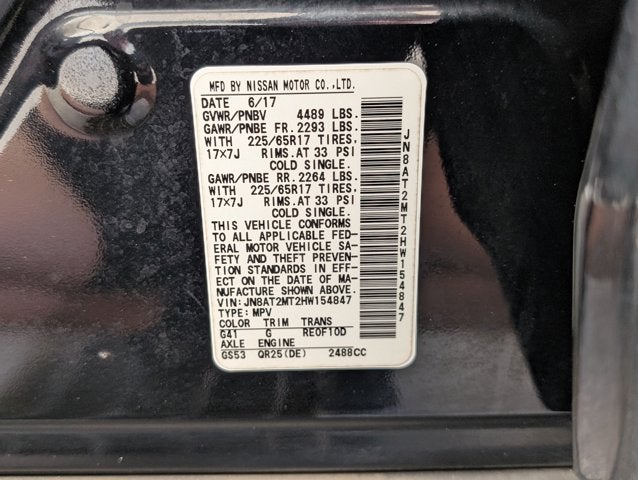 MFD BY NISSAN MOTOR CO.,LTD.
DATE 6/17
GVWR/PNBV 4489 LBS.
GAWR/PNBE FR. 2293 LBS.
WITH 225/65R17 TIRES,
17×7J RIMS.AT 33 PSI
COLD SINGLE.
GAWR/PNBE RR. 2264 LBS.
WITH 225/65R17 TIRES,
17×7J RIMS.AT 33 PSI
COLD SINGLE.
THIS VEHICLE CONFORMS
TO ALL APPLICABLE FED-
ERAL MOTOR VEHICLE SA-
FETY AND THEFT PREVEN-
TION STANDARDS IN EFF-
ECT ON THE DATE OF MA-
NUFACTURE SHOWN ABOVE.
VIN:JN8AT2MT2HW154847
TYPE:MPV
COLOR TRIM TRANS
G41 G RE0F10D
AXLE ENGINE
GS53 QR25(DE) 2488CC
JN8AT2MT2HW154847